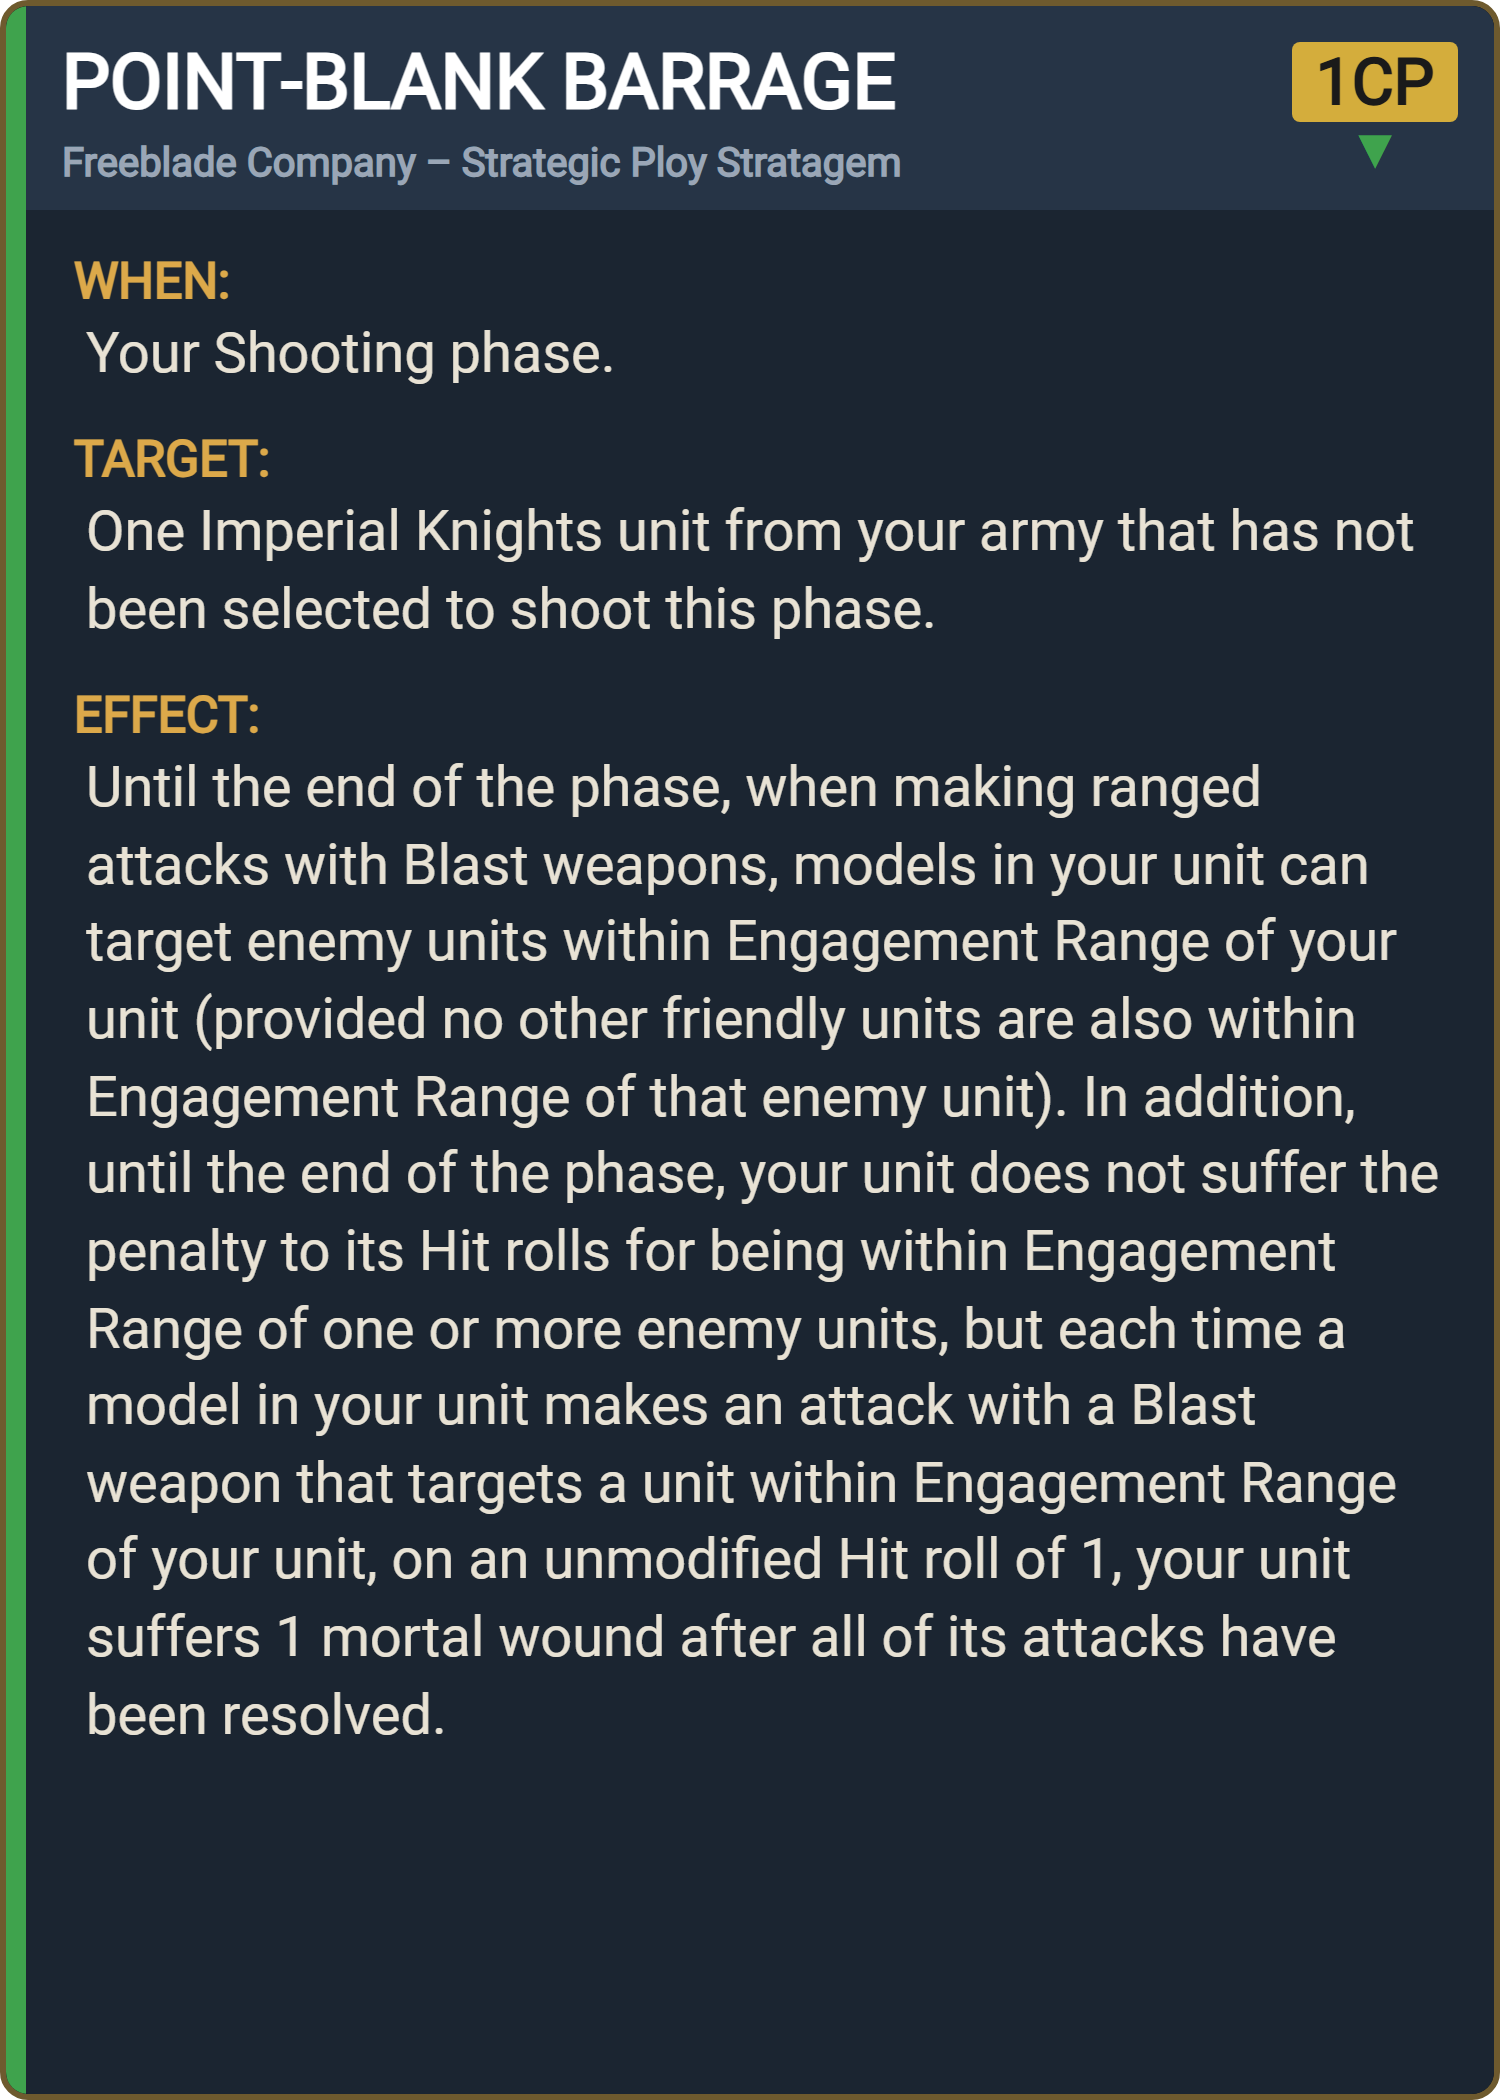 POINT-BLANK BARRAGE
1CP
Freeblade Company – Strategic Ploy Stratagem
WHEN:
Your Shooting phase.
TARGET:
One Imperial Knights unit from your army that has not
been selected to shoot this phase.
EFFECT:
Until the end of the phase, when making ranged
attacks with Blast weapons, models in your unit can
target enemy units within Engagement Range of your
unit (provided no other friendly units are also within
Engagement Range of that enemy unit). In addition,
until the end of the phase, your unit does not suffer the
penalty to its Hit rolls for being within Engagement
Range of one or more enemy units, but each time a
model in your unit makes an attack with a Blast
weapon that targets a unit within Engagement Range
of your unit, on an unmodified Hit roll of 1, your unit
suffers 1 mortal wound after all of its attacks have
been resolved.